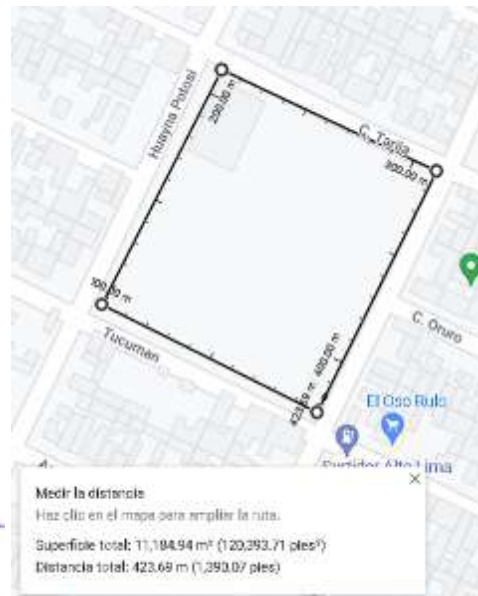 Huayna Potosí
200.00 m
C. Tarija
300.00 m
100.00 m
Tucuman
400.00 m
423.69 m
C. Oruro
El Oso Rulo
Surtidor Alto Lima
Medir la distancia
Haz clic en el mapa para ampliar la ruta.
Superficie total: 11,184.94 m² (120,393.71 pies²)
Distancia total: 423.69 m (1,390.07 pies)